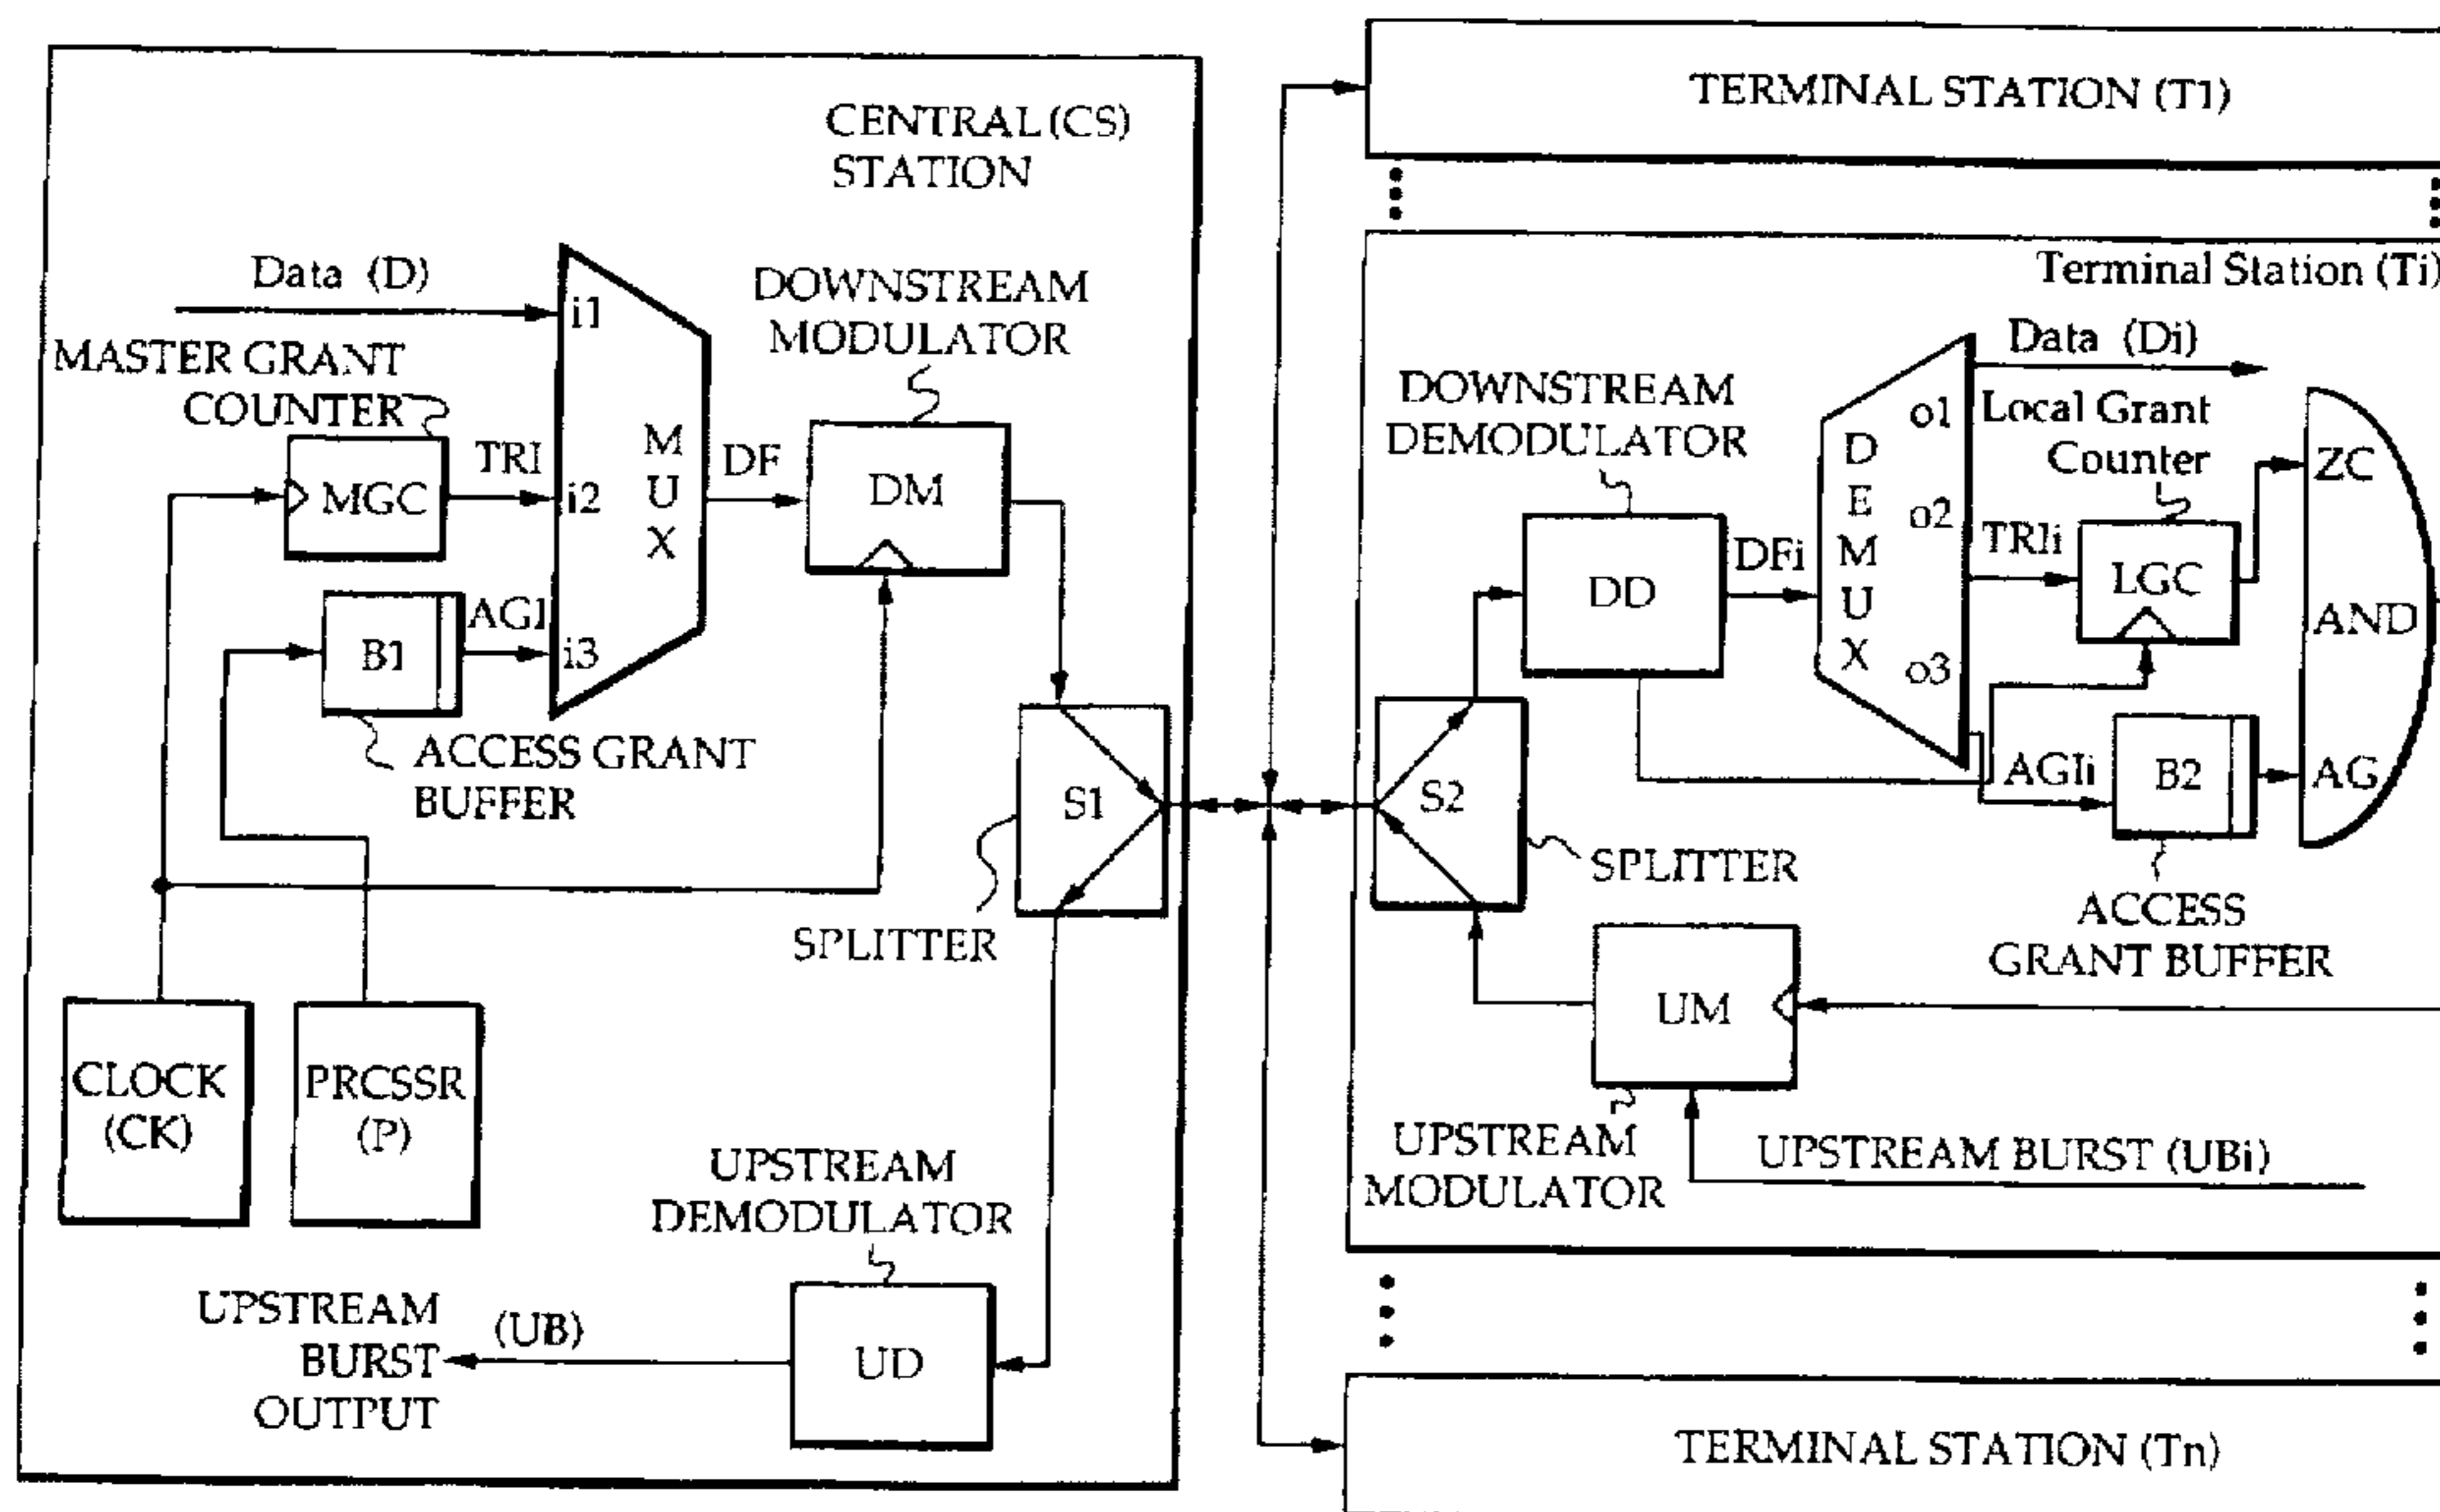 CENTRAL (CS)
STATION
Data (D)
MASTER GRANT
COUNTER
MGC
TRI
B1
AGI
ACCESS GRANT
BUFFER
i1
i2
i3
M
U
X
DF
DOWNSTREAM
MODULATOR
DM
S1
SPLITTER
CLOCK
(CK)
PRCSSR
(P)
UPSTREAM
DEMODULATOR
UD
(UB)
UPSTREAM
BURST
OUTPUT
TERMINAL STATION (T1)
Terminal Station (Ti)
DOWNSTREAM
DEMODULATOR
DD
DFi
D
E
M
U
X
o1
o2
o3
Data (Di)
Local Grant
Counter
TRIi
LGC
AGIi
B2
ZC
AND
AG
ACCESS
GRANT BUFFER
S2
SPLITTER
UM
UPSTREAM
MODULATOR
UPSTREAM BURST (UBi)
TERMINAL STATION (Tn)